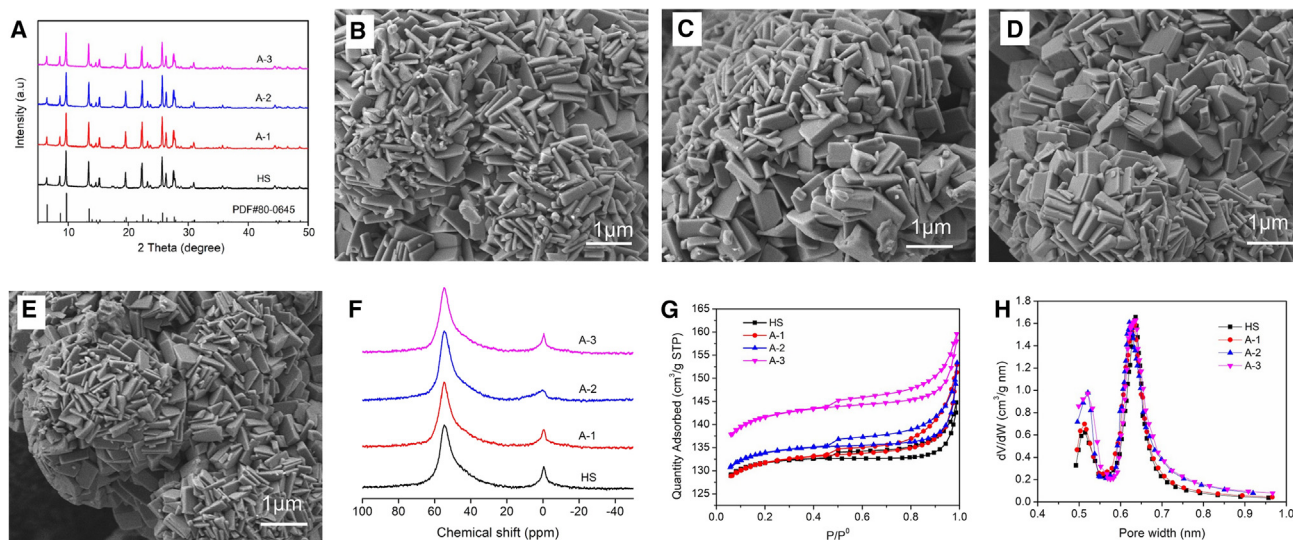 A
Intensity (a.u)
A-3
A-2
A-1
HS
PDF#80-0645
10 20 30 40 50
2 Theta (degree)
B
1μm
C
1μm
D
1μm
E
1μm
F
A-3
A-2
A-1
HS
100 80 60 40 20 0 -20 -40
Chemical shift (ppm)
G
Quantity Adsorbed (cm³/g STP)
165
160
155
150
145
140
135
130
125
HS
A-1
A-2
A-3
0.0 0.2 0.4 0.6 0.8 1.0
P/P⁰
H
dV/dW (cm³/g nm)
1.8
1.6
1.4
1.2
1.0
0.8
0.6
0.4
0.2
0.0
HS
A-1
A-2
A-3
0.4 0.5 0.6 0.7 0.8 0.9 1.0
Pore width (nm)